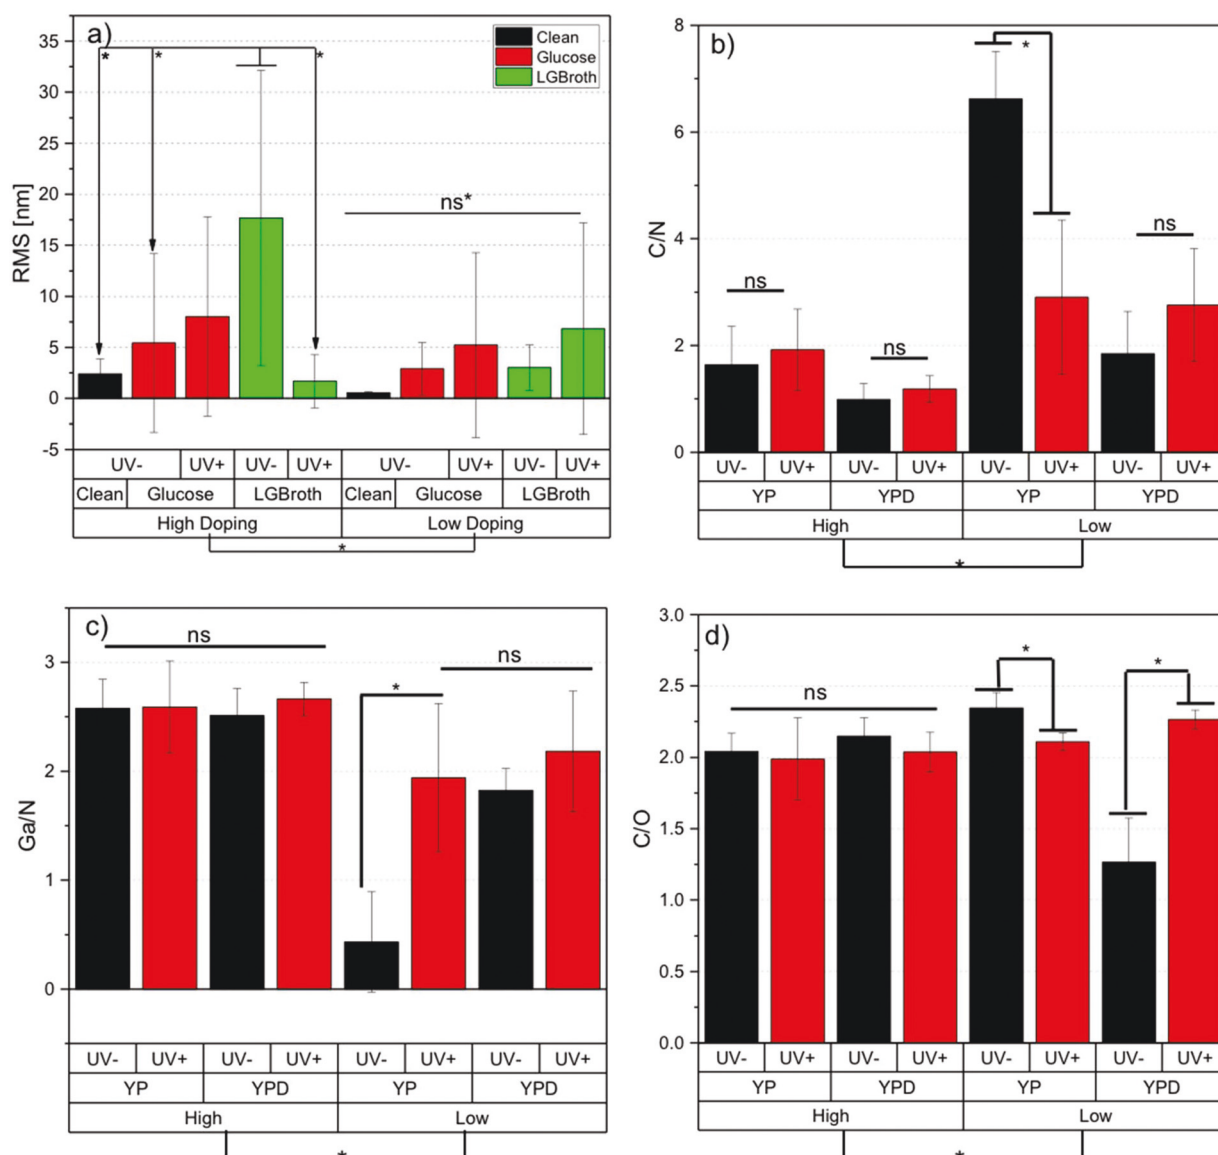 a)
Clean
Glucose
LGBroth
* * *
ns*
35
30
25
20
15
10
5
0
-5
RMS [nm]
UV- UV+ UV- UV+ UV- UV+ UV- UV+
Clean Glucose LGBroth Clean Glucose LGBroth
High Doping Low Doping
*
b)
8
6
4
2
0
C/N
*
ns
ns
ns
UV- UV+ UV- UV+ UV- UV+ UV- UV+
YP YPD YP YPD
High Low
*
c)
3
2
1
0
Ga/N
ns
ns
*
UV- UV+ UV- UV+ UV- UV+ UV- UV+
YP YPD YP YPD
High Low
*
d)
3.0
2.5
2.0
1.5
1.0
0.5
0.0
C/O
ns
*
*
UV- UV+ UV- UV+ UV- UV+ UV- UV+
YP YPD YP YPD
High Low
*